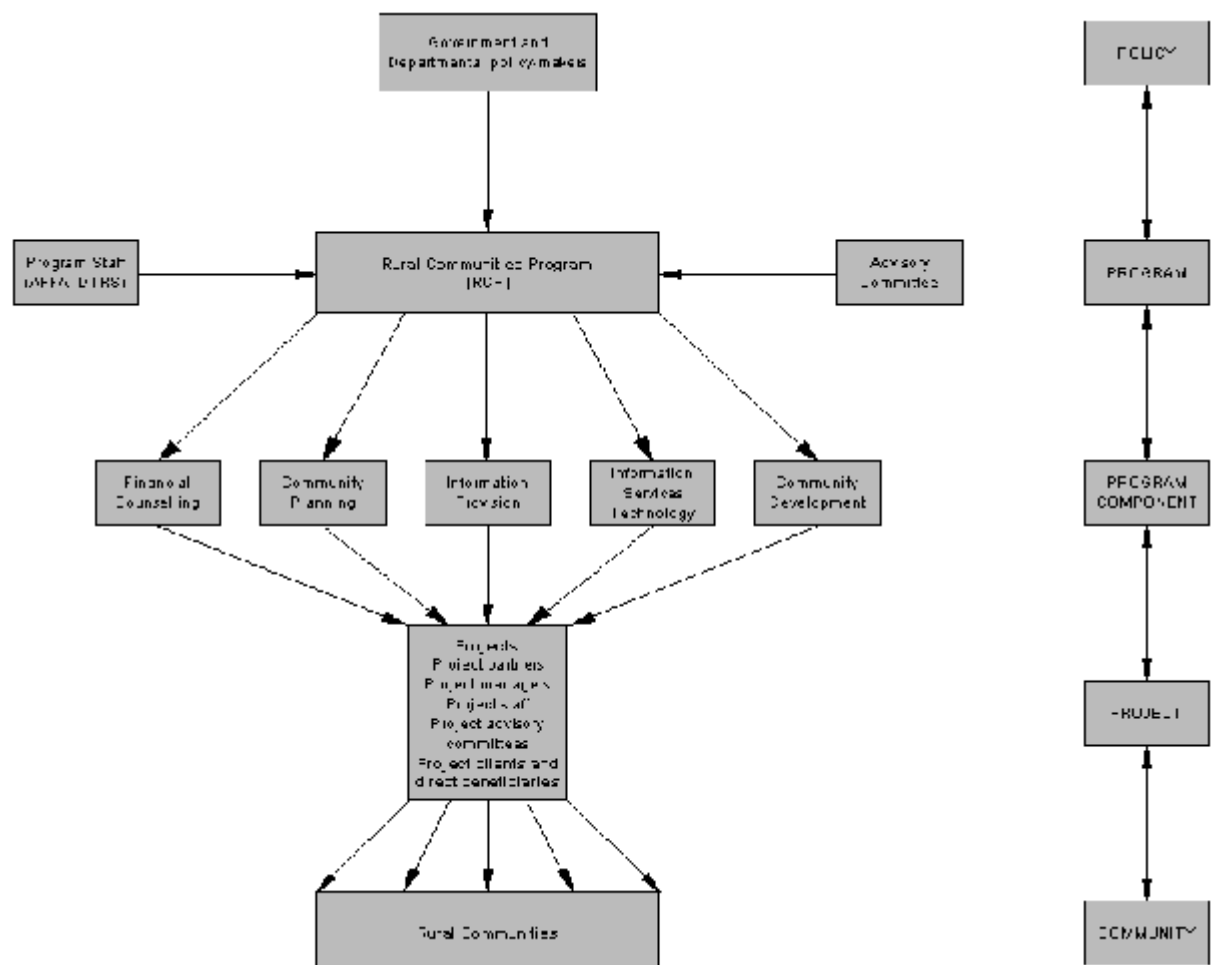 Government and
Departmental policy-makers
POLICY
Program Staff
Rural Communities Program
(RCP)
Advisory
Committee
PROGRAM
Financial
Counselling
Community
Planning
Information
Provision
Information
Services
Technology
Community
Development
PROGRAM
COMPONENT
Projects
Project partners
Project managers
Project staff
Project advisory
committees
Project clients and
direct beneficiaries
PROJECT
Rural Communities
COMMUNITY